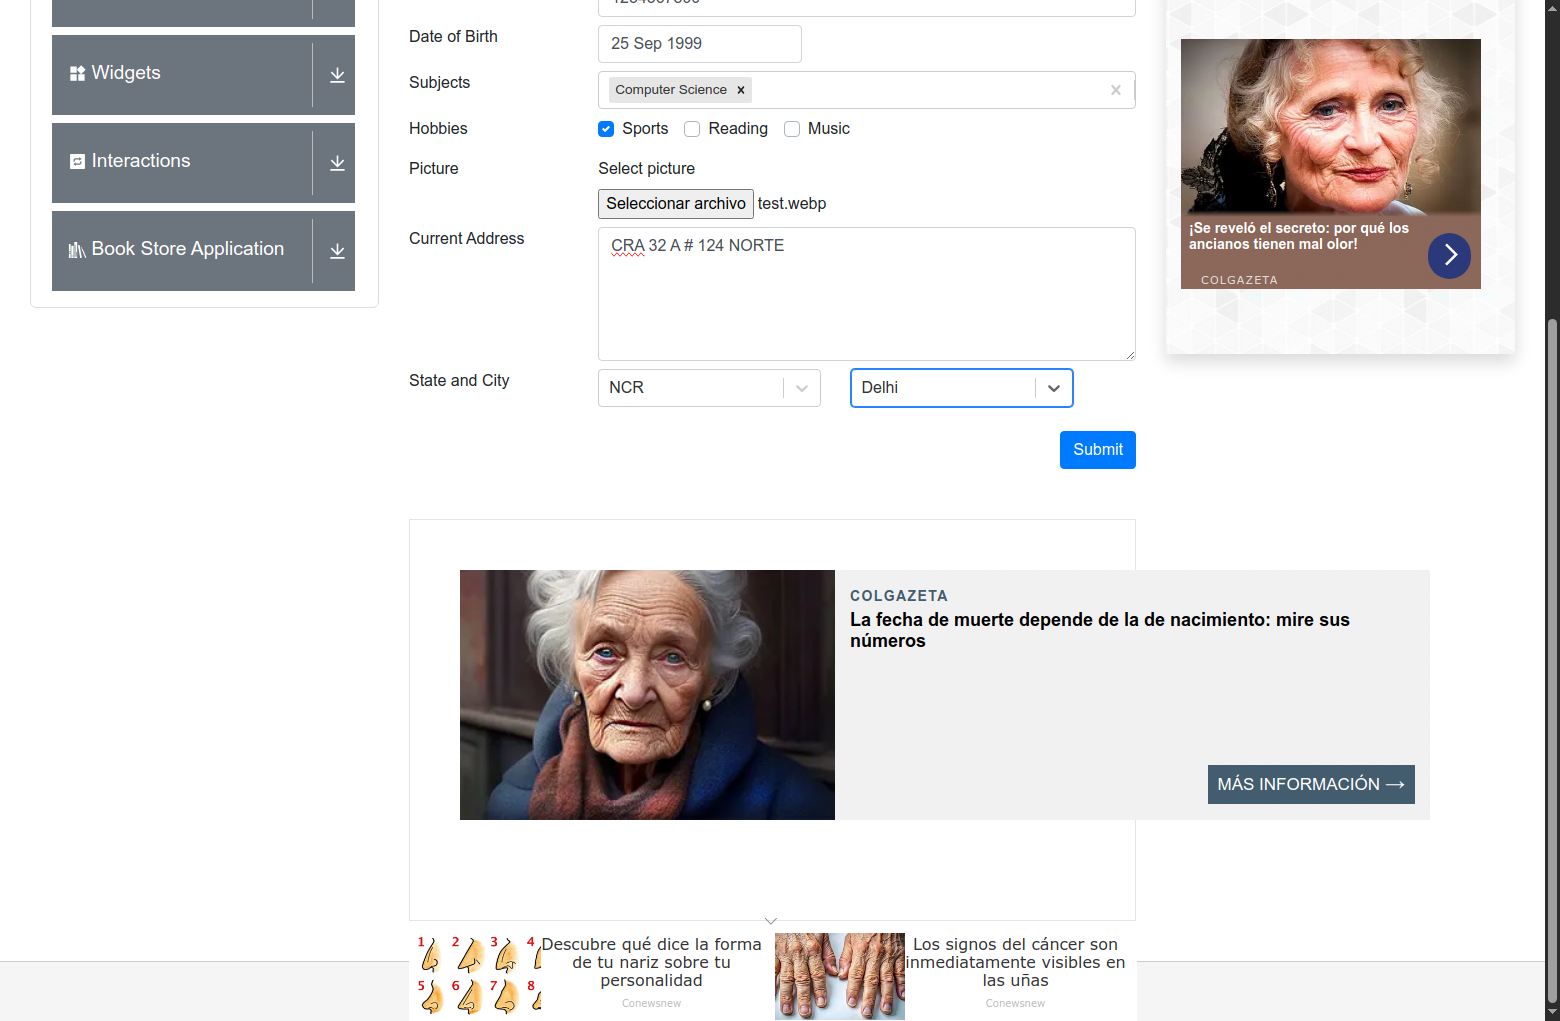 Date of Birth
25 Sep 1999
Subjects
Computer Science
Hobbies
Sports
Reading
Music
Picture
Select picture
Seleccionar archivo test.webp
Current Address
CRA 32 A # 124 NORTE
State and City
NCR
Delhi
Submit
Widgets
Interactions
Book Store Application
¡Se reveló el secreto: por qué los
ancianos tienen mal olor!
COLGAZETA
COLGAZETA
La fecha de muerte depende de la de nacimiento: mire sus
números
MÁS INFORMACIÓN →
1 2 3 4
5 6 7 8
Descubre qué dice la forma
de tu nariz sobre tu
personalidad
Conewsnew
Los signos del cáncer son
inmediatamente visibles en
las uñas
Conewsnew